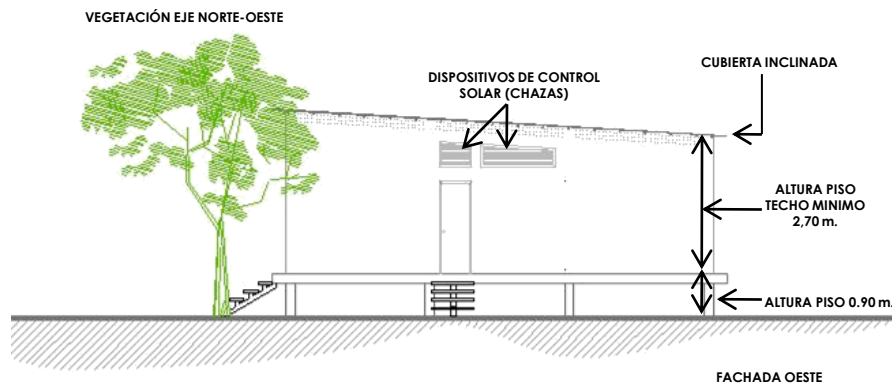 VEGETACIÓN EJE NORTE-OESTE
DISPOSITIVOS DE CONTROL
SOLAR (CHAZAS)
CUBIERTA INCLINADA
ALTURA PISO
TECHO MINIMO
2,70 m.
ALTURA PISO 0.90 m.
FACHADA OESTE